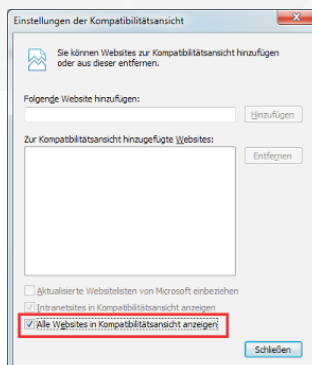 Einstellungen der Kompatibilitätsansicht
Sie können Websites zur Kompatibilitätsansicht hinzufügen
oder aus dieser entfernen.
Folgende Website hinzufügen:
Hinzufügen
Zur Kompatibilitätsansicht hinzugefügte Websites:
Entfernen
Aktualisierte Websitelisten von Microsoft einbeziehen
Intranetsites in Kompatibilitätsansicht anzeigen
Alle Websites in Kompatibilitätsansicht anzeigen
Schließen